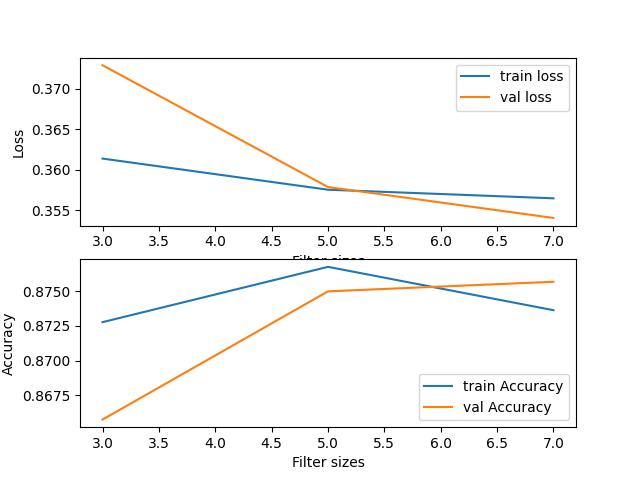 train loss
val loss
0.370
0.365
0.360
0.355
Loss
3.0 3.5 4.0 4.5 5.0 5.5 6.0 6.5 7.0
Filter sizes
0.8750
0.8725
0.8700
0.8675
Accuracy
train Accuracy
val Accuracy
3.0 3.5 4.0 4.5 5.0 5.5 6.0 6.5 7.0
Filter sizes